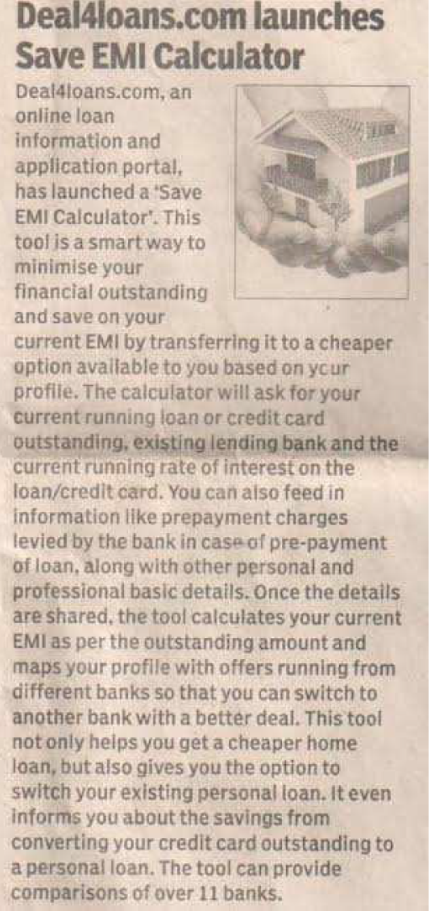 Deal4loans.com launches
Save EMI Calculator
Deal4loans.com, an
online loan
information and
application portal,
has launched a ‘Save
EMI Calculator’. This
tool is a smart way to
minimise your
financial outstanding
and save on your
current EMI by transferring it to a cheaper
option available to you based on your
profile. The calculator will ask for your
current running loan or credit card
outstanding, existing lending bank and the
current running rate of interest on the
loan/credit card. You can also feed in
information like prepayment charges
levied by the bank in case of pre-payment
of loan, along with other personal and
professional basic details. Once the details
are shared, the tool calculates your current
EMI as per the outstanding amount and
maps your profile with offers running from
different banks so that you can switch to
another bank with a better deal. This tool
not only helps you get a cheaper home
loan, but also gives you the option to
switch your existing personal loan. It even
informs you about the savings from
converting your credit card outstanding to
a personal loan. The tool can provide
comparisons of over 11 banks.